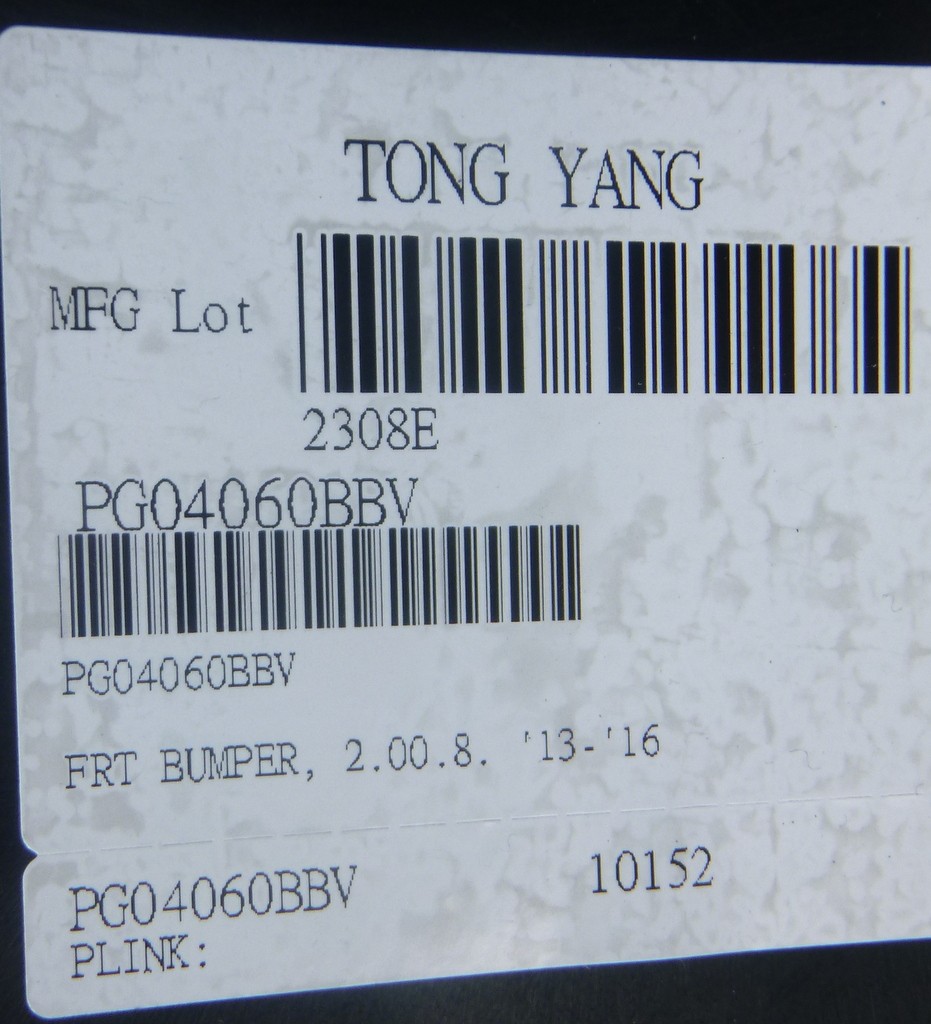 TONG YANG
MFG Lot
2308E
PG04060BBV
PG04060BBV
FRT BUMPER, 2.00.8. '13-'16
PG04060BBV 10152
PLINK: